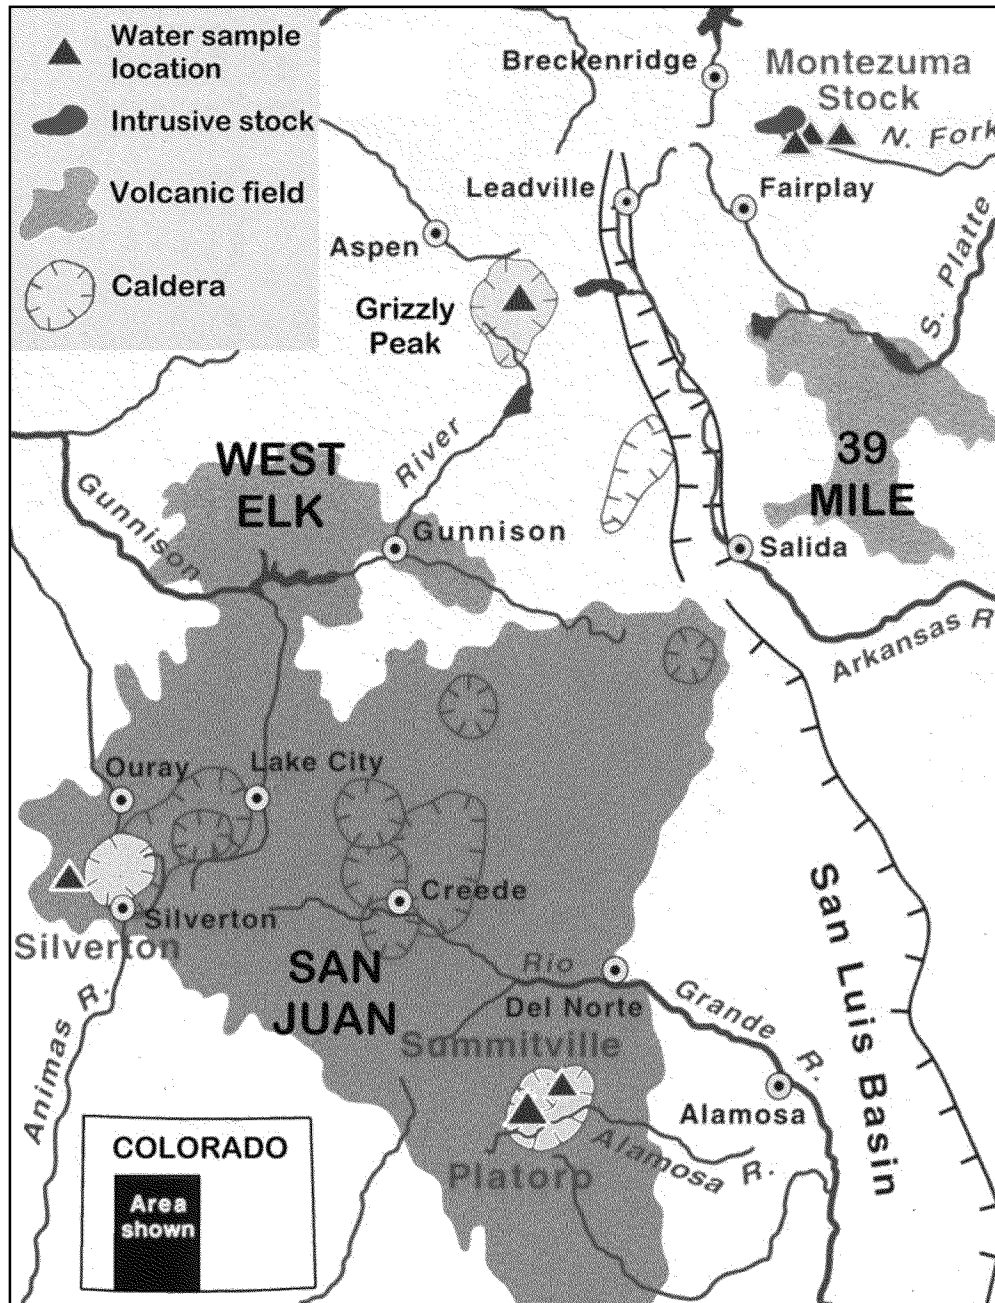 Water sample
location
Intrusive stock
Volcanic field
Caldera
Breckenridge
Montezuma
Stock
N. Fork
Leadville
Fairplay
Aspen
S. Platte
Grizzly
Peak
WEST
ELK
River
39
MILE
Gunnison
Gunnison
Salida
Arkansas R
Ouray
Lake City
Creede
Silverton
Silverton
SAN
JUAN
Rio
Grande R.
Del Norte
Summitville
San Luis Basin
Animas R.
Alamosa
Alamosa R.
Platoro
COLORADO
Area
shown